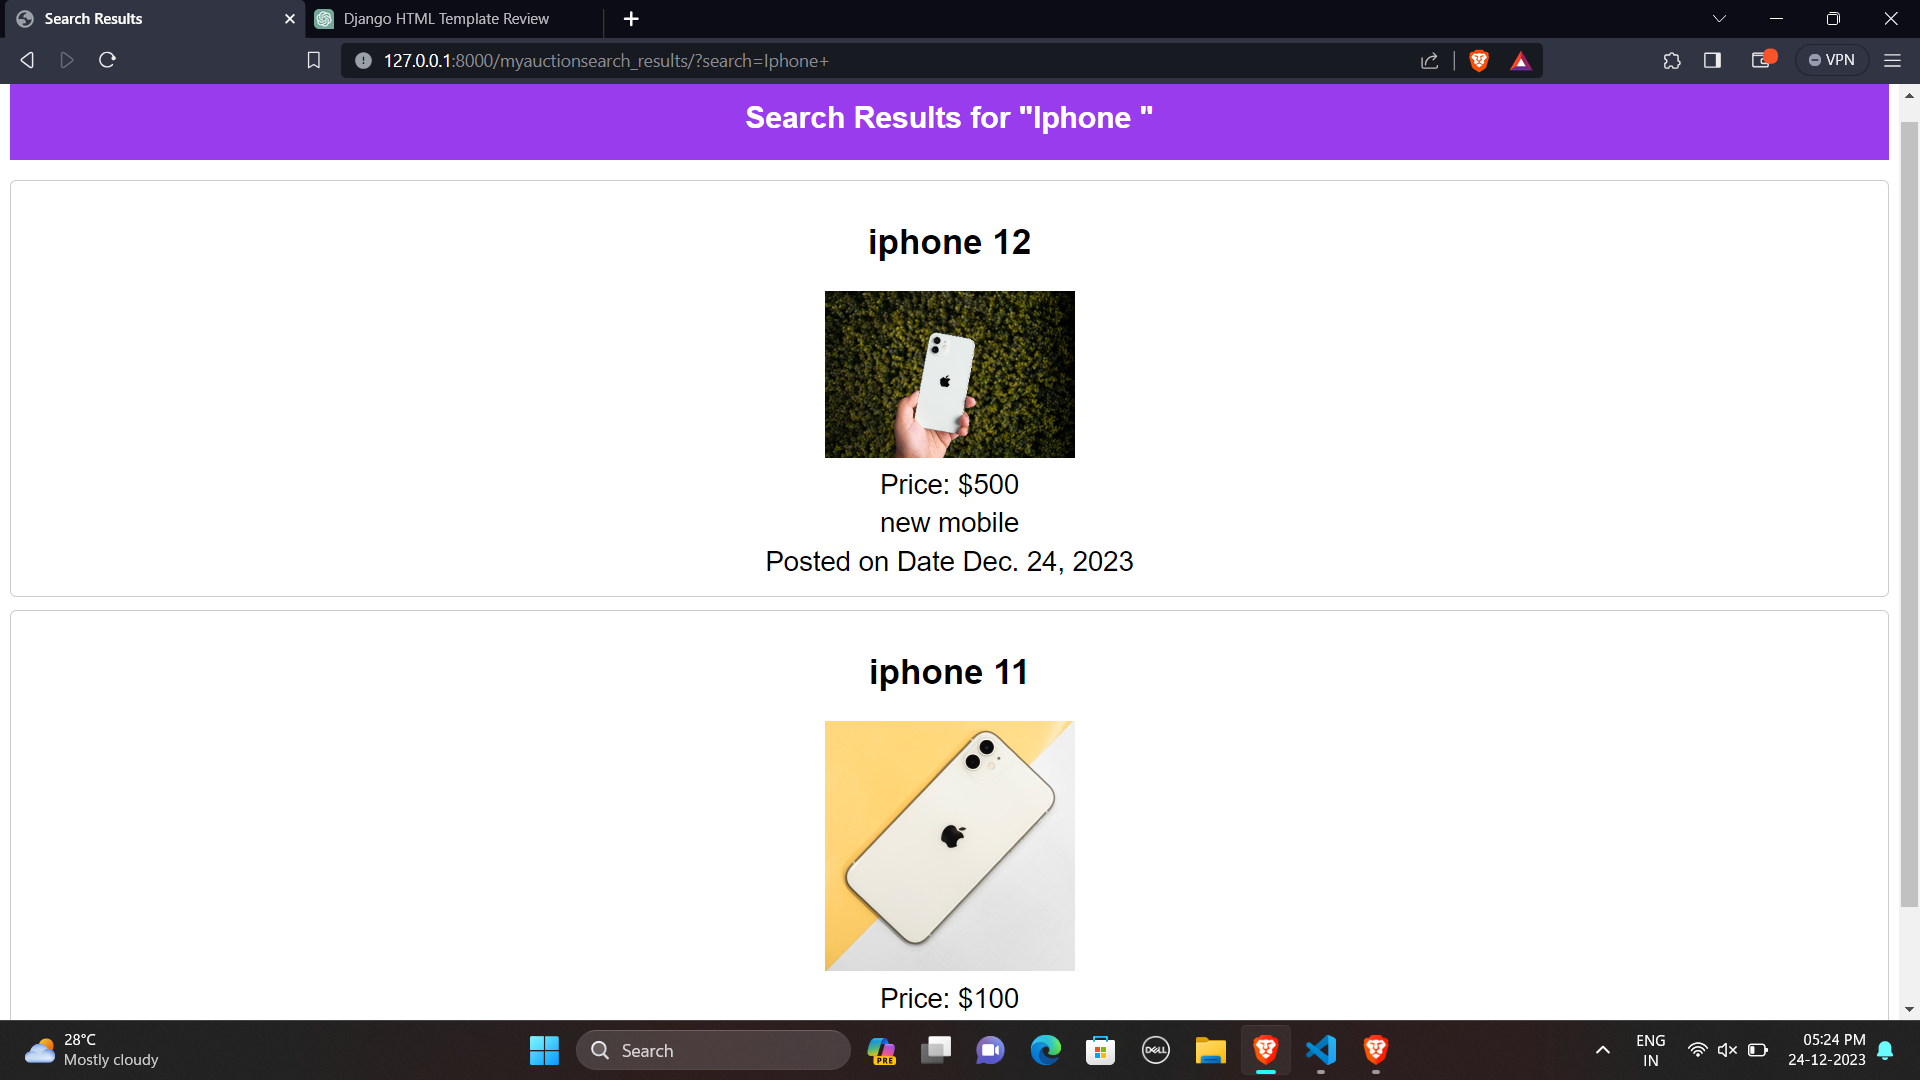 Search Results
Django HTML Template Review
127.0.0.1:8000/myauctionsearch_results/?search=Iphone+
VPN
Search Results for "Iphone "
iphone 12
Price: $500
new mobile
Posted on Date Dec. 24, 2023
iphone 11
Price: $100
28°C
Mostly cloudy
Search
PRE
DELL
ENG
IN
05:24 PM
24-12-2023